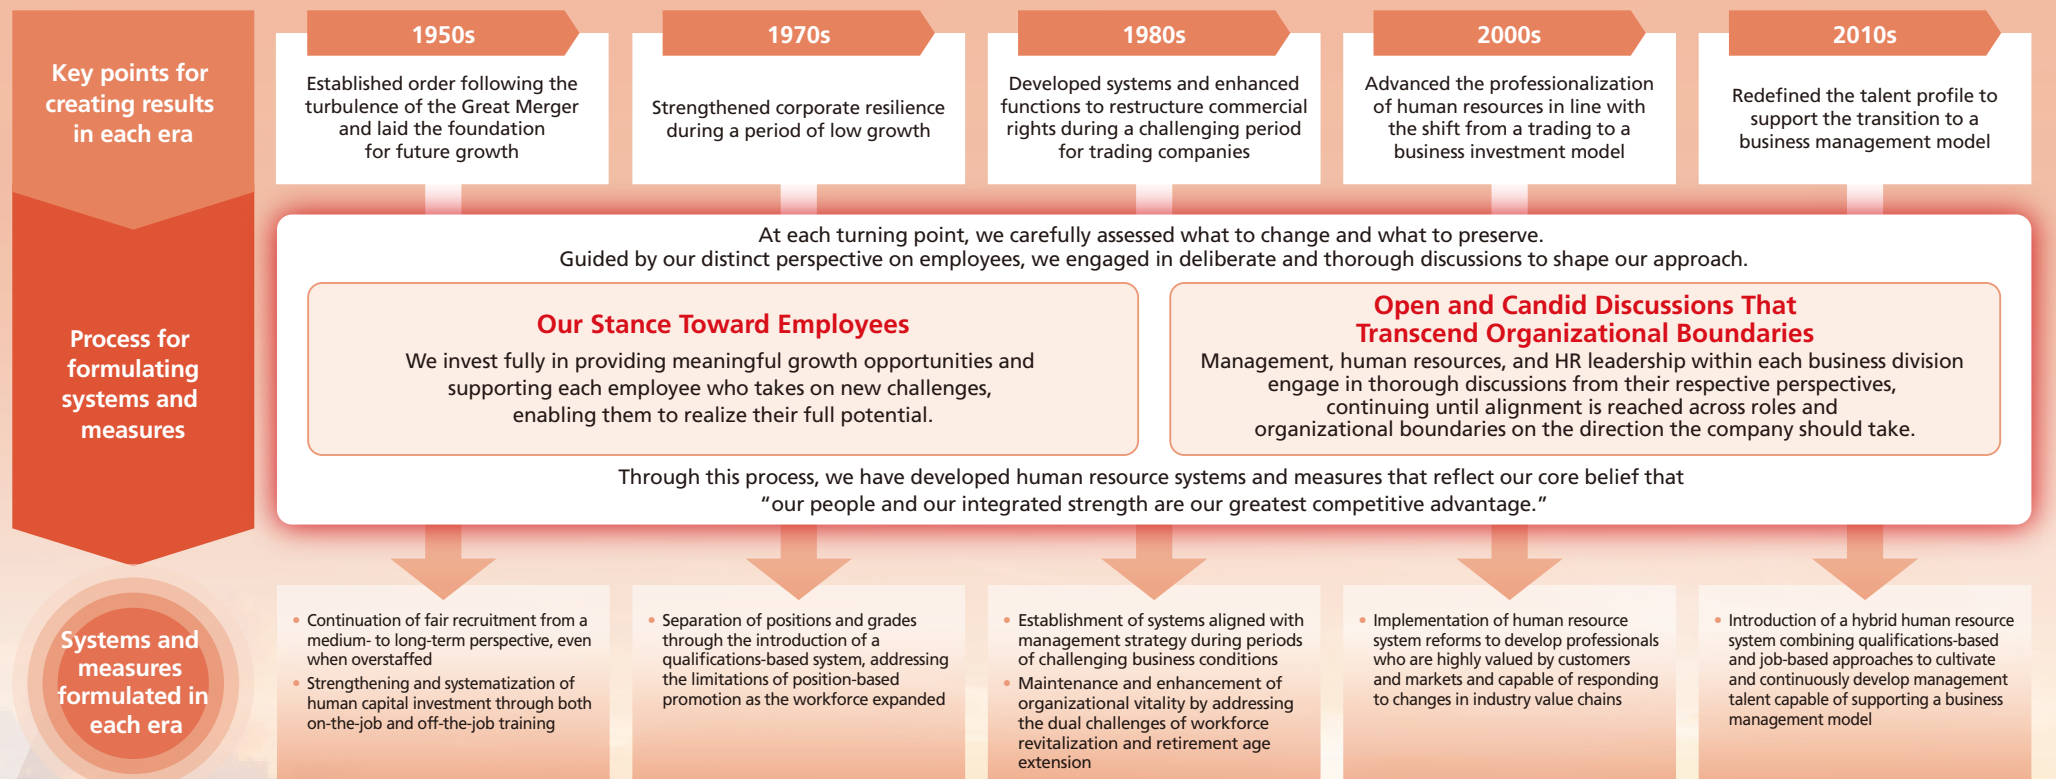 Key points for
creating results
in each era
1950s
Established order following the
turbulence of the Great Merger
and laid the foundation
for future growth
1970s
Strengthened corporate resilience
during a period of low growth
1980s
Developed systems and enhanced
functions to restructure commercial
rights during a challenging period
for trading companies
2000s
Advanced the professionalization
of human resources in line with
the shift from a trading to a
business investment model
2010s
Redefined the talent profile to
support the transition to a
business management model
Process for
formulating
systems and
measures
At each turning point, we carefully assessed what to change and what to preserve.
Guided by our distinct perspective on employees, we engaged in deliberate and thorough discussions to shape our approach.
Our Stance Toward Employees
We invest fully in providing meaningful growth opportunities and
supporting each employee who takes on new challenges,
enabling them to realize their full potential.
Open and Candid Discussions That
Transcend Organizational Boundaries
Management, human resources, and HR leadership within each business division
engage in thorough discussions from their respective perspectives,
continuing until alignment is reached across roles and
organizational boundaries on the direction the company should take.
Through this process, we have developed human resource systems and measures that reflect our core belief that
“our people and our integrated strength are our greatest competitive advantage.”
Systems and
measures
formulated in
each era
• Continuation of fair recruitment from a
medium- to long-term perspective, even
when overstaffed
• Strengthening and systematization of
human capital investment through both
on-the-job and off-the-job training
• Separation of positions and grades
through the introduction of a
qualifications-based system, addressing
the limitations of position-based
promotion as the workforce expanded
• Establishment of systems aligned with
management strategy during periods
of challenging business conditions
• Maintenance and enhancement of
organizational vitality by addressing
the dual challenges of workforce
revitalization and retirement age
extension
• Implementation of human resource
system reforms to develop professionals
who are highly valued by customers
and markets and capable of responding
to changes in industry value chains
• Introduction of a hybrid human resource
system combining qualifications-based
and job-based approaches to cultivate
and continuously develop management
talent capable of supporting a business
management model